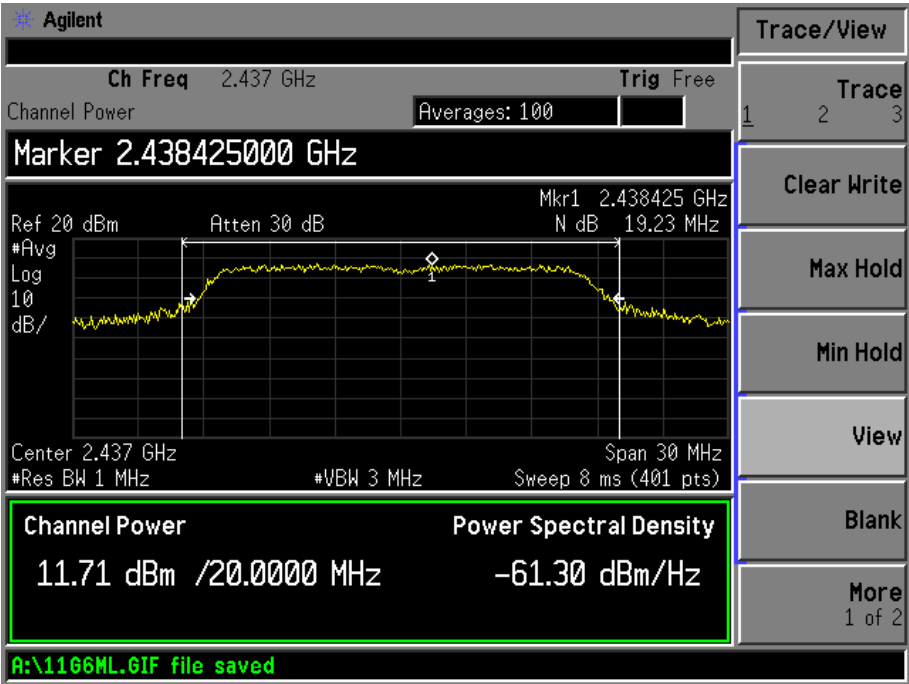 Agilent
Trace/View
Ch Freq 2.437 GHz Trig Free
Channel Power Averages: 100
Marker 2.438425000 GHz
Mkr1 2.438425 GHz
Ref 20 dBm Atten 30 dB N dB 19.23 MHz
#Avg
Log
10
dB/
1
Center 2.437 GHz Span 30 MHz
#Res BW 1 MHz #VBW 3 MHz Sweep 8 ms (401 pts)
Channel Power Power Spectral Density
11.71 dBm /20.0000 MHz -61.30 dBm/Hz
A:\11G6ML.GIF file saved
Trace
1 2 3
Clear Write
Max Hold
Min Hold
View
Blank
More
1 of 2